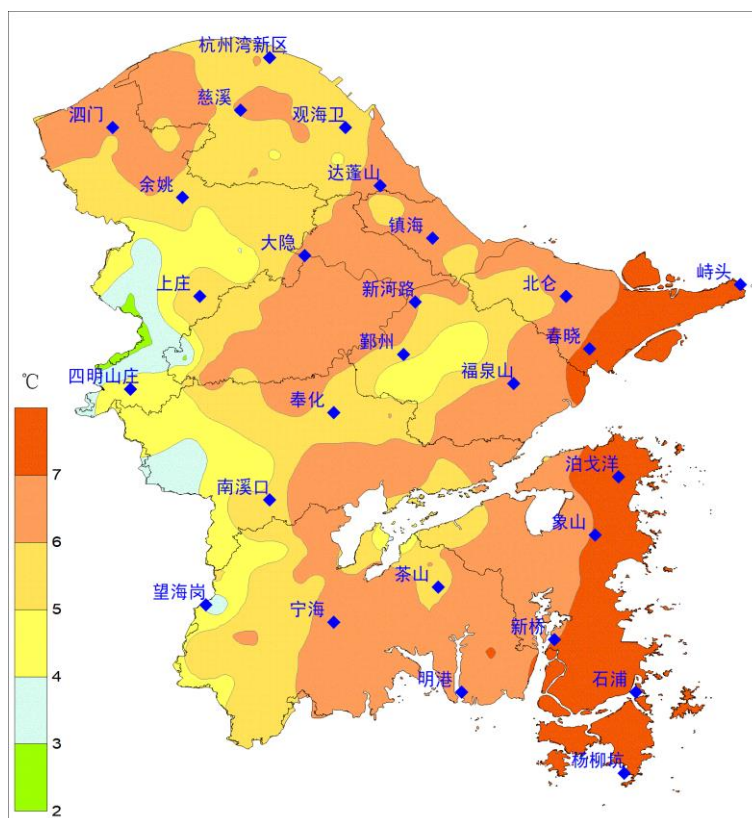 杭州湾新区
慈溪
泗门
观海卫
达蓬山
余姚
镇海
大隐
峙头
上庄
新河路
北仑
鄞州
春晓
℃
四明山庄
福泉山
奉化
7
泊戈洋
南溪口
象山
6
茶山
望海岗
5
宁海
新桥
4
明港
石浦
3
杨柳坑
2